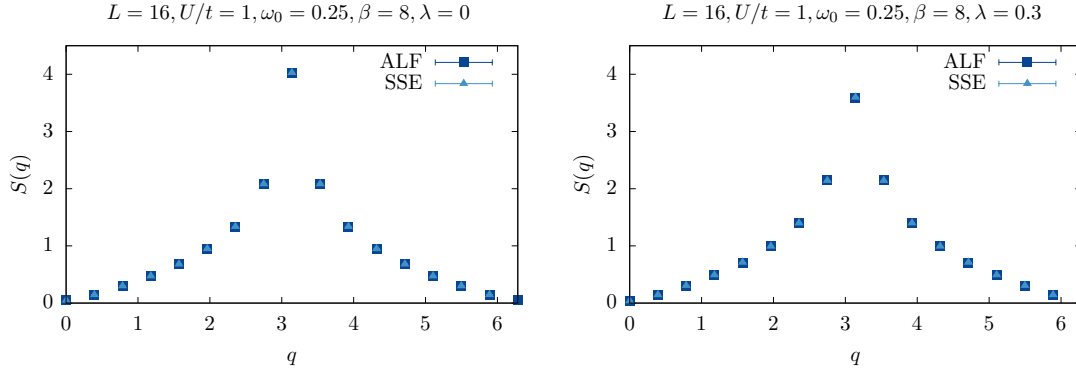 L = 16, U/t = 1, ω₀ = 0.25, β = 8, λ = 0
S(q)
4
3
2
1
0
ALF
SSE
0 1 2 3 4 5 6
q
L = 16, U/t = 1, ω₀ = 0.25, β = 8, λ = 0.3
S(q)
4
3
2
1
0
ALF
SSE
0 1 2 3 4 5 6
q